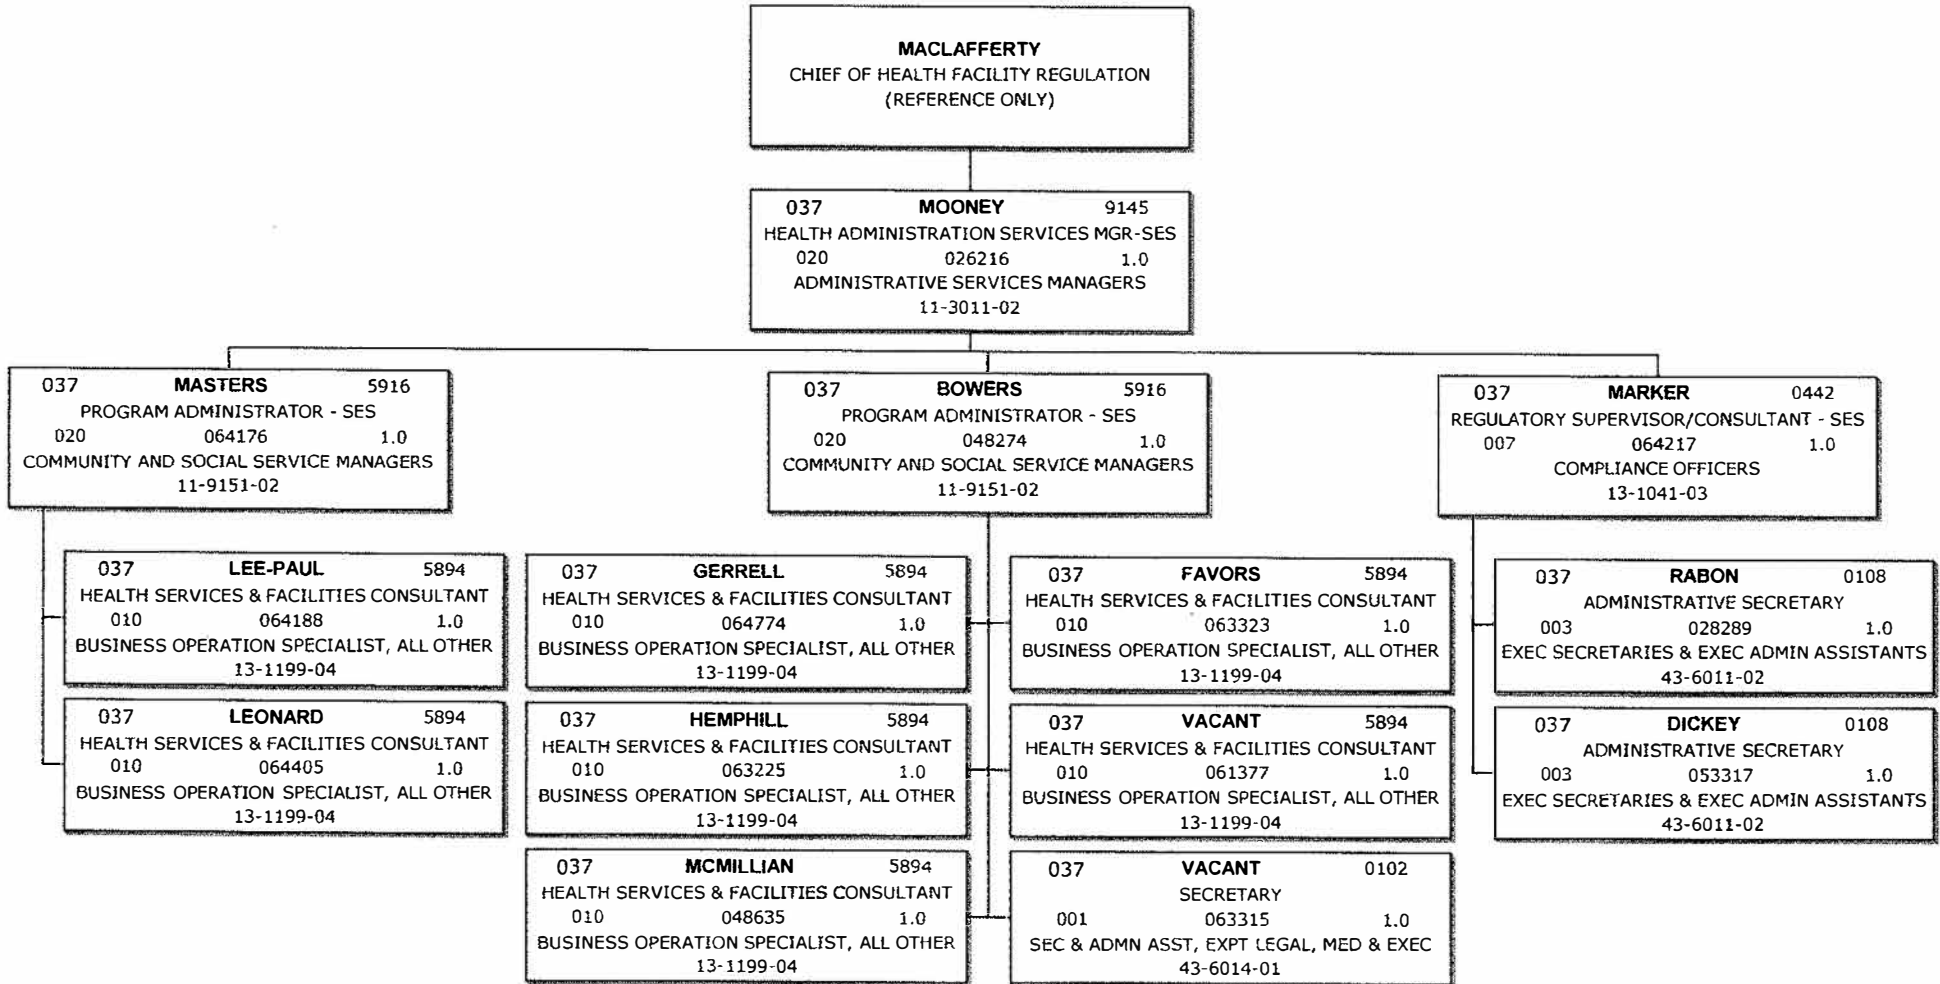 MACLAFFERTY
CHIEF OF HEALTH FACILITY REGULATION
(REFERENCE ONLY)
037 MOONEY 9145
HEALTH ADMINISTRATION SERVICES MGR-SES
020 026216 1.0
ADMINISTRATIVE SERVICES MANAGERS
11-3011-02
037 MASTERS 5916
PROGRAM ADMINISTRATOR - SES
020 064176 1.0
COMMUNITY AND SOCIAL SERVICE MANAGERS
11-9151-02
037 BOWERS 5916
PROGRAM ADMINISTRATOR - SES
020 048274 1.0
COMMUNITY AND SOCIAL SERVICE MANAGERS
11-9151-02
037 MARKER 0442
REGULATORY SUPERVISOR/CONSULTANT - SES
007 064217 1.0
COMPLIANCE OFFICERS
13-1041-03
037 LEE-PAUL 5894
HEALTH SERVICES & FACILITIES CONSULTANT
010 064188 1.0
BUSINESS OPERATION SPECIALIST, ALL OTHER
13-1199-04
037 LEONARD 5894
HEALTH SERVICES & FACILITIES CONSULTANT
010 064405 1.0
BUSINESS OPERATION SPECIALIST, ALL OTHER
13-1199-04
037 GERRELL 5894
HEALTH SERVICES & FACILITIES CONSULTANT
010 064774 1.0
BUSINESS OPERATION SPECIALIST, ALL OTHER
13-1199-04
037 HEMPHILL 5894
HEALTH SERVICES & FACILITIES CONSULTANT
010 063225 1.0
BUSINESS OPERATION SPECIALIST, ALL OTHER
13-1199-04
037 MCMILLIAN 5894
HEALTH SERVICES & FACILITIES CONSULTANT
010 048635 1.0
BUSINESS OPERATION SPECIALIST, ALL OTHER
13-1199-04
037 FAVORS 5894
HEALTH SERVICES & FACILITIES CONSULTANT
010 063323 1.0
BUSINESS OPERATION SPECIALIST, ALL OTHER
13-1199-04
037 VACANT 5894
HEALTH SERVICES & FACILITIES CONSULTANT
010 061377 1.0
BUSINESS OPERATION SPECIALIST, ALL OTHER
13-1199-04
037 VACANT 0102
SECRETARY
001 063315 1.0
SEC & ADMN ASST, EXPT LEGAL, MED & EXEC
43-6014-01
037 RABON 0108
ADMINISTRATIVE SECRETARY
003 028289 1.0
EXEC SECRETARIES & EXEC ADMIN ASSISTANTS
43-6011-02
037 DICKEY 0108
ADMINISTRATIVE SECRETARY
003 053317 1.0
EXEC SECRETARIES & EXEC ADMIN ASSISTANTS
43-6011-02